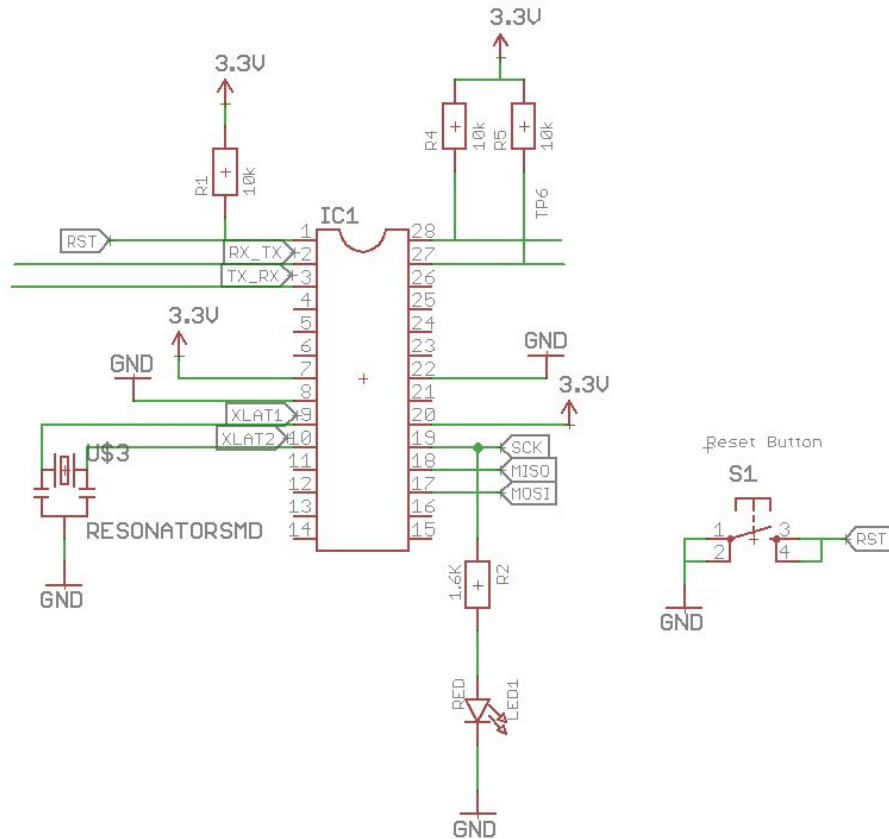 3.3V
3.3V
R4
10k
R5
10k
R1
10k
TP6
IC1
RST
1
28
RX_TX
2
27
TX_RX
3
26
4
25
5
24
3.3V
6
23
GND
7
22
GND
8
21
3.3V
XLAT1
9
20
XLAT2
10
19
SCK
U$3
11
18
MISO
12
17
MOSI
13
16
14
15
RESONATORSMD
GND
Reset Button
S1
1
3
RST
2
4
GND
1.6K
R2
RED
LED1
GND